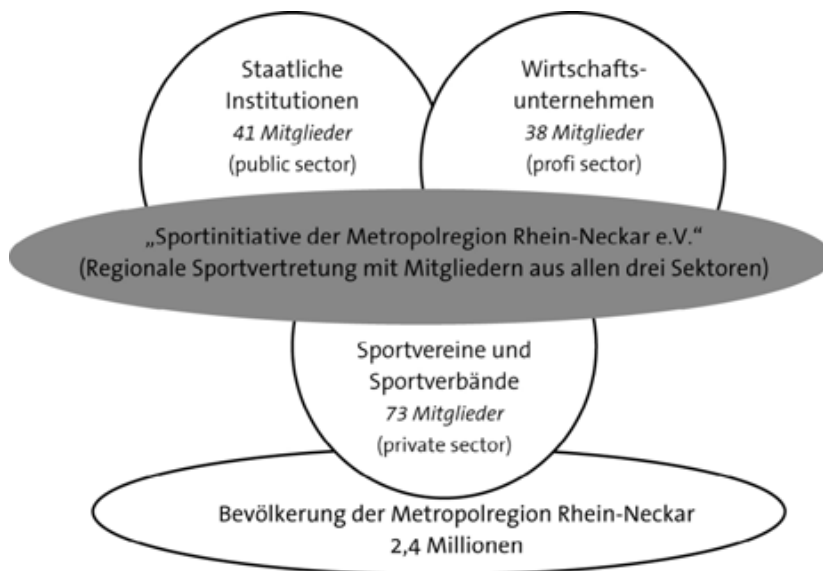 Staatliche
Institutionen
41 Mitglieder
(public sector)
Wirtschafts-
unternehmen
38 Mitglieder
(profi sector)
„Sportinitiative der Metropolregion Rhein-Neckar e.V.“
(Regionale Sportvertretung mit Mitgliedern aus allen drei Sektoren)
Sportvereine und
Sportverbände
73 Mitglieder
(private sector)
Bevölkerung der Metropolregion Rhein-Neckar
2,4 Millionen